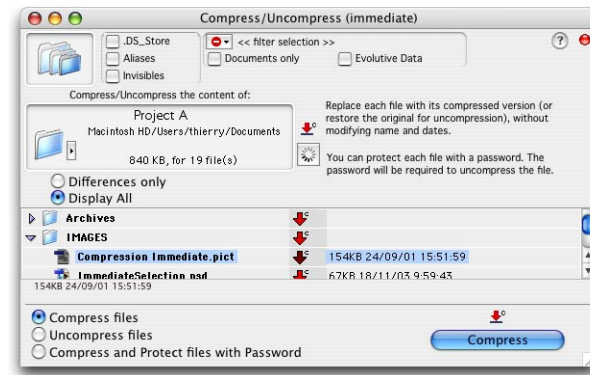 Compress/Uncompress (immediate)
.DS_Store
Aliases
Invisibles
<< filter selection >>
Documents only
Evolutive Data
?
Compress/Uncompress the content of:
Project A
Macintosh HD/Users/thierry/Documents
840 KB, for 19 file(s)
Replace each file with its compressed version (or
restore the original for uncompression), without
modifying name and dates.
You can protect each file with a password. The
password will be required to uncompress the file.
Differences only
Display All
Archives c
IMAGES c
Compression Immediate.pict c 154KB 24/09/01 15:51:59
ImmediateSelection.psd c 67KB 18/11/03 9:59:43
154KB 24/09/01 15:51:59
Compress files
Uncompress files
Compress and Protect files with Password
c
Compress